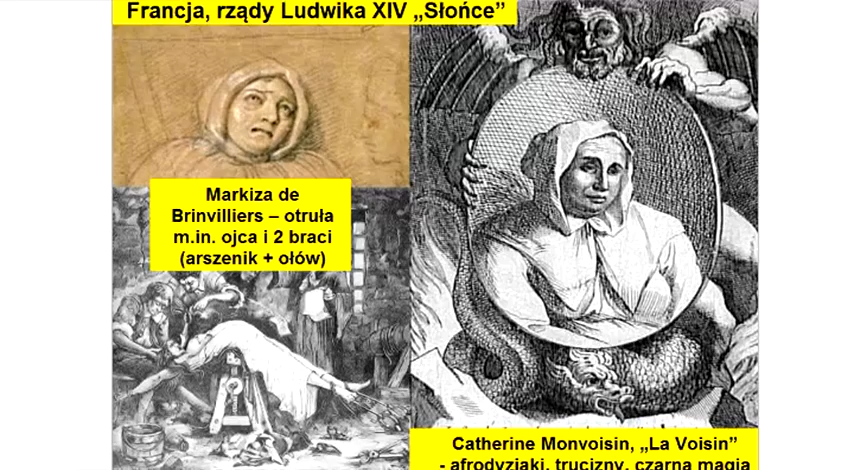 Francja, rządy Ludwika XIV „Słońce”
Markiza de
Brinvilliers – otruła
m.in. ojca i 2 braci
(arszenik + ołów)
Catherine Monvoisin, „La Voisin”
- afrodyzjaki, trucizny, czarna magia